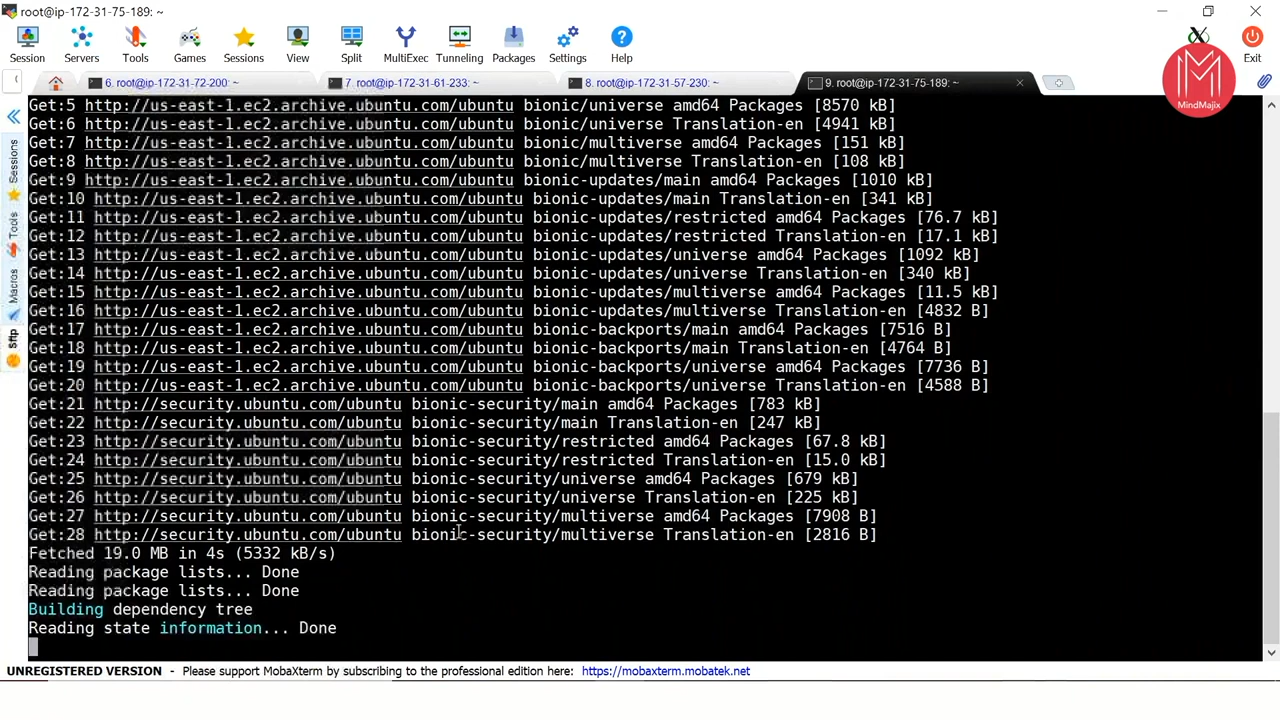 root@ip-172-31-75-189: ~
Session Servers Tools Games Sessions View Split MultiExec Tunneling Packages Settings Help Exit
6. root@ip-172-31-72-200: ~ 7. root@ip-172-31-61-233: ~ 8. root@ip-172-31-57-230: ~ 9. root@ip-172-31-75-189: ~
MindMajix
Sessions
Tools
Macros
Sftp
Get:5 http://us-east-1.ec2.archive.ubuntu.com/ubuntu bionic/universe amd64 Packages [8570 kB]
Get:6 http://us-east-1.ec2.archive.ubuntu.com/ubuntu bionic/universe Translation-en [4941 kB]
Get:7 http://us-east-1.ec2.archive.ubuntu.com/ubuntu bionic/multiverse amd64 Packages [151 kB]
Get:8 http://us-east-1.ec2.archive.ubuntu.com/ubuntu bionic/multiverse Translation-en [108 kB]
Get:9 http://us-east-1.ec2.archive.ubuntu.com/ubuntu bionic-updates/main amd64 Packages [1010 kB]
Get:10 http://us-east-1.ec2.archive.ubuntu.com/ubuntu bionic-updates/main Translation-en [341 kB]
Get:11 http://us-east-1.ec2.archive.ubuntu.com/ubuntu bionic-updates/restricted amd64 Packages [76.7 kB]
Get:12 http://us-east-1.ec2.archive.ubuntu.com/ubuntu bionic-updates/restricted Translation-en [17.1 kB]
Get:13 http://us-east-1.ec2.archive.ubuntu.com/ubuntu bionic-updates/universe amd64 Packages [1092 kB]
Get:14 http://us-east-1.ec2.archive.ubuntu.com/ubuntu bionic-updates/universe Translation-en [340 kB]
Get:15 http://us-east-1.ec2.archive.ubuntu.com/ubuntu bionic-updates/multiverse amd64 Packages [11.5 kB]
Get:16 http://us-east-1.ec2.archive.ubuntu.com/ubuntu bionic-updates/multiverse Translation-en [4832 B]
Get:17 http://us-east-1.ec2.archive.ubuntu.com/ubuntu bionic-backports/main amd64 Packages [7516 B]
Get:18 http://us-east-1.ec2.archive.ubuntu.com/ubuntu bionic-backports/main Translation-en [4764 B]
Get:19 http://us-east-1.ec2.archive.ubuntu.com/ubuntu bionic-backports/universe amd64 Packages [7736 B]
Get:20 http://us-east-1.ec2.archive.ubuntu.com/ubuntu bionic-backports/universe Translation-en [4588 B]
Get:21 http://security.ubuntu.com/ubuntu bionic-security/main amd64 Packages [783 kB]
Get:22 http://security.ubuntu.com/ubuntu bionic-security/main Translation-en [247 kB]
Get:23 http://security.ubuntu.com/ubuntu bionic-security/restricted amd64 Packages [67.8 kB]
Get:24 http://security.ubuntu.com/ubuntu bionic-security/restricted Translation-en [15.0 kB]
Get:25 http://security.ubuntu.com/ubuntu bionic-security/universe amd64 Packages [679 kB]
Get:26 http://security.ubuntu.com/ubuntu bionic-security/universe Translation-en [225 kB]
Get:27 http://security.ubuntu.com/ubuntu bionic-security/multiverse amd64 Packages [7908 B]
Get:28 http://security.ubuntu.com/ubuntu bionic-security/multiverse Translation-en [2816 B]
Fetched 19.0 MB in 4s (5332 kB/s)
Reading package lists... Done
Reading package lists... Done
Building dependency tree
Reading state information... Done
UNREGISTERED VERSION - Please support MobaXterm by subscribing to the professional edition here: https://mobaxterm.mobatek.net